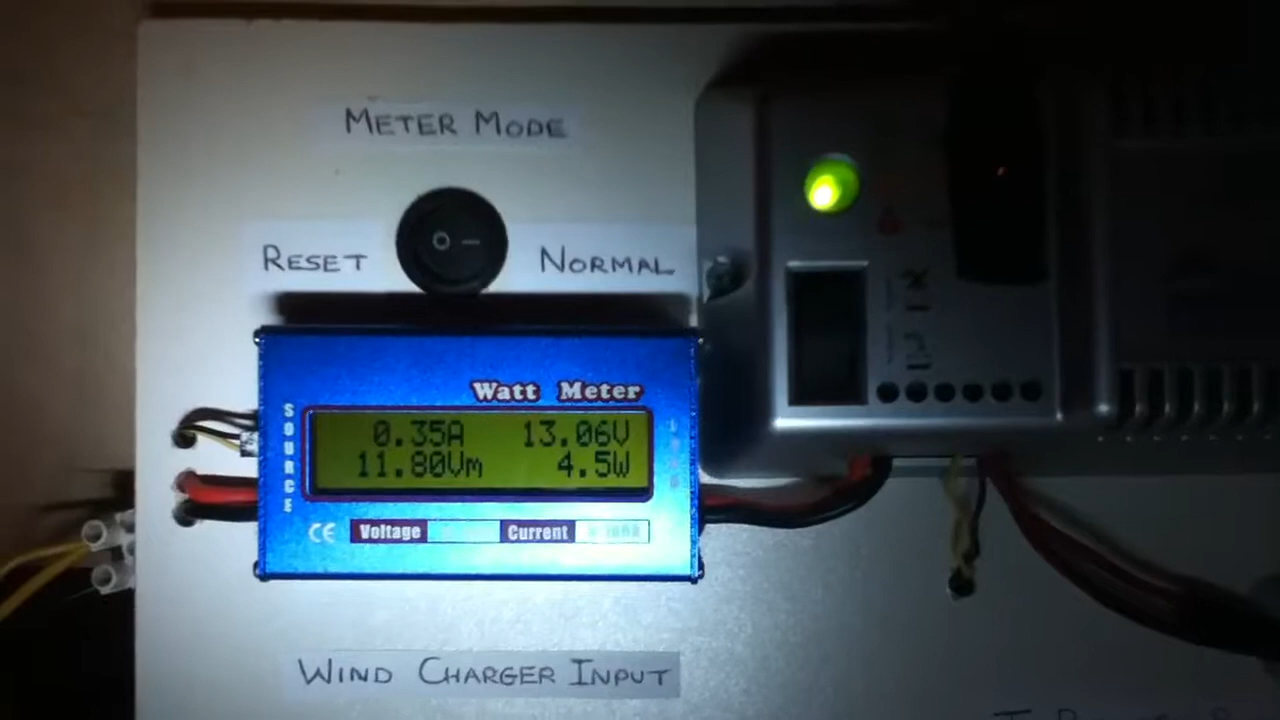 METER MODE
RESET
NORMAL
Watt Meter
SOURCE
0.35A 13.06V
11.80Vm 4.5W
CE Voltage Current
WIND CHARGER INPUT